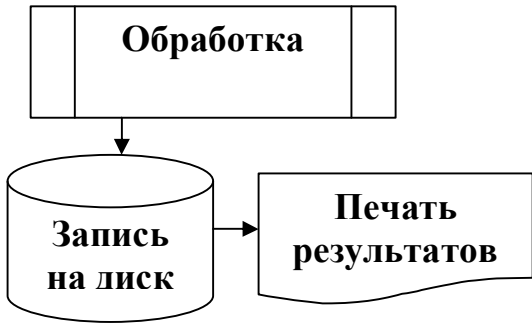 Обработка
Запись
на диск
Печать
результатов